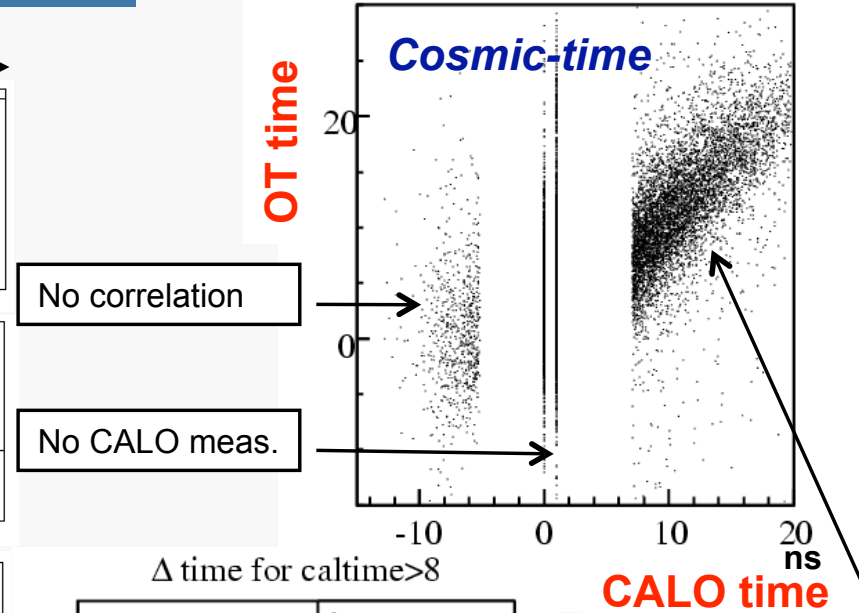 Cosmic-time
OT time
20
0
No correlation
No CALO meas.
-10
0
10
20
ns
CALO time
Δ time for caltime>8